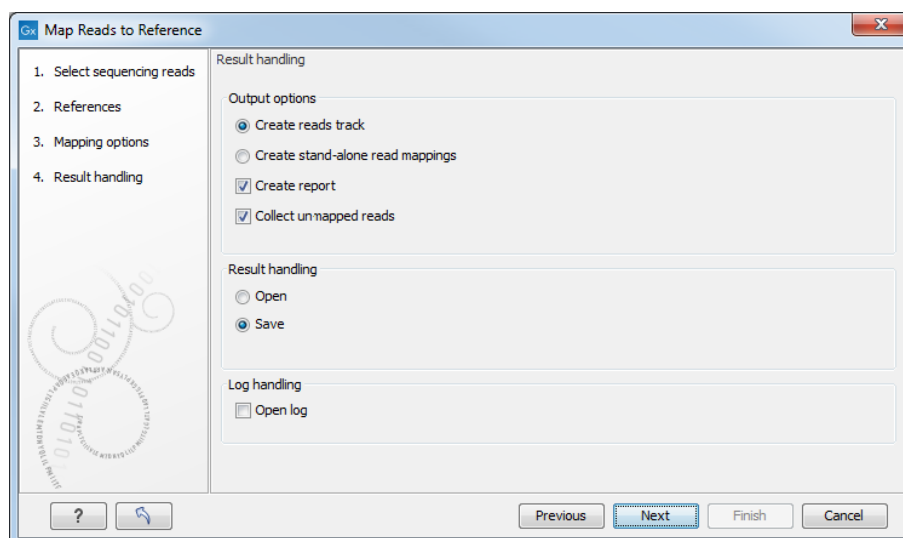 Gx Map Reads to Reference
1. Select sequencing reads
2. References
3. Mapping options
4. Result handling
Result handling
Output options
Create reads track
Create stand-alone read mappings
Create report
Collect unmapped reads
Result handling
Open
Save
Log handling
Open log
? Previous Next Finish Cancel